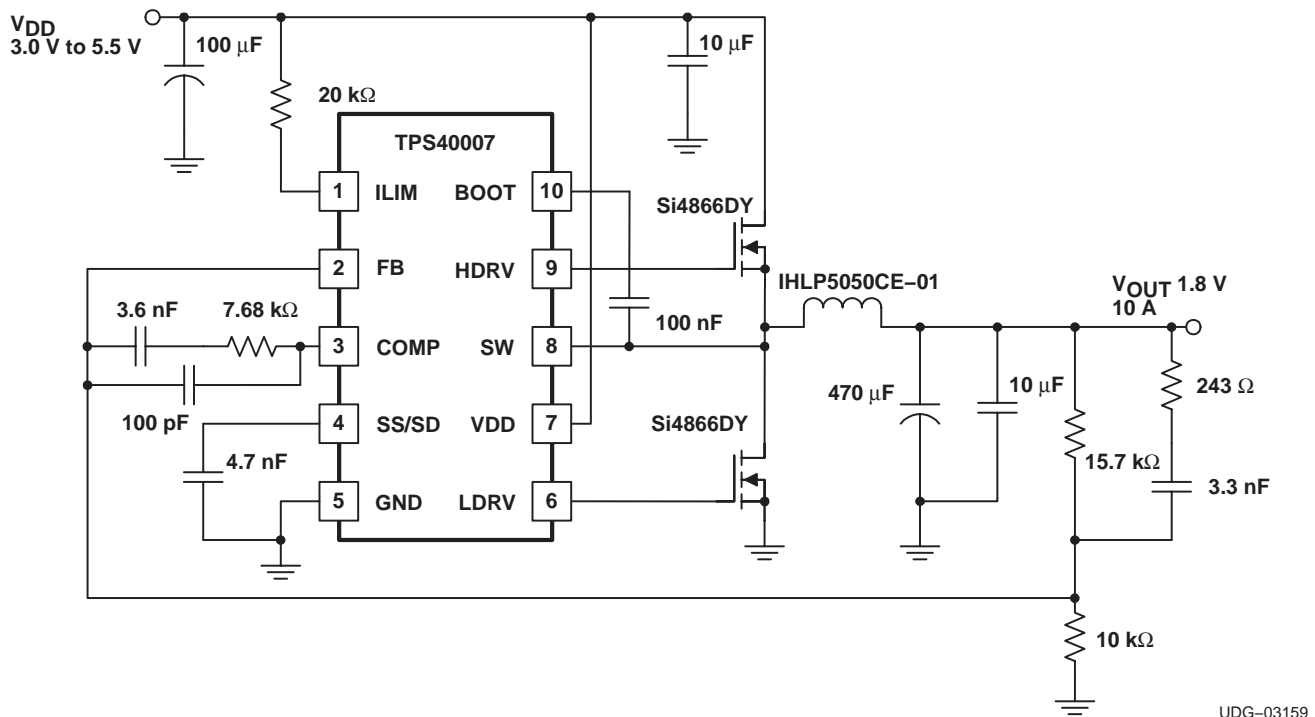 VDD
3.0 V to 5.5 V
100 µF
10 µF
20 kΩ
TPS40007
1 ILIM BOOT 10
Si4866DY
2 FB HDRV 9
IHLP5050CE–01
VOUT 1.8 V
10 A
3.6 nF 7.68 kΩ
100 nF
3 COMP SW 8
470 µF
10 µF
243 Ω
100 pF
4 SS/SD VDD 7
Si4866DY
4.7 nF
15.7 kΩ
3.3 nF
5 GND LDRV 6
10 kΩ
UDG–03159